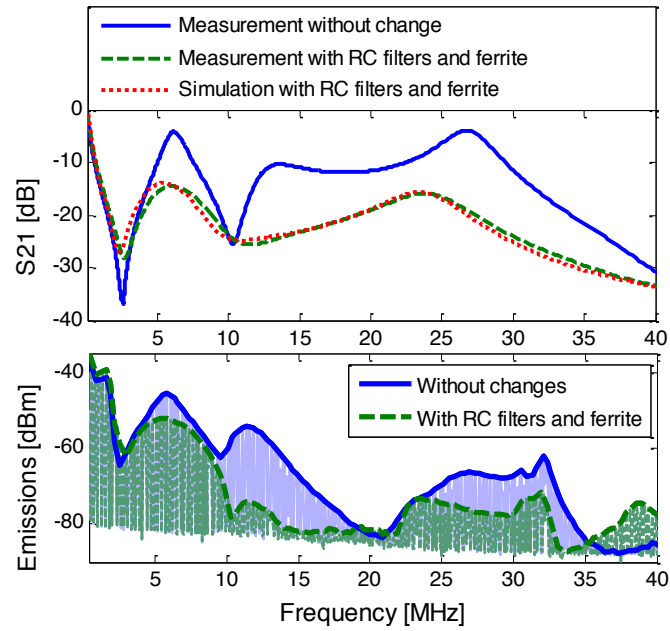 Measurement without change
Measurement with RC filters and ferrite
Simulation with RC filters and ferrite
0
-10
-20
-30
-40
S21 [dB]
5 10 15 20 25 30 35 40
-40
-60
-80
Emissions [dBm]
Without changes
With RC filters and ferrite
5 10 15 20 25 30 35 40
Frequency [MHz]